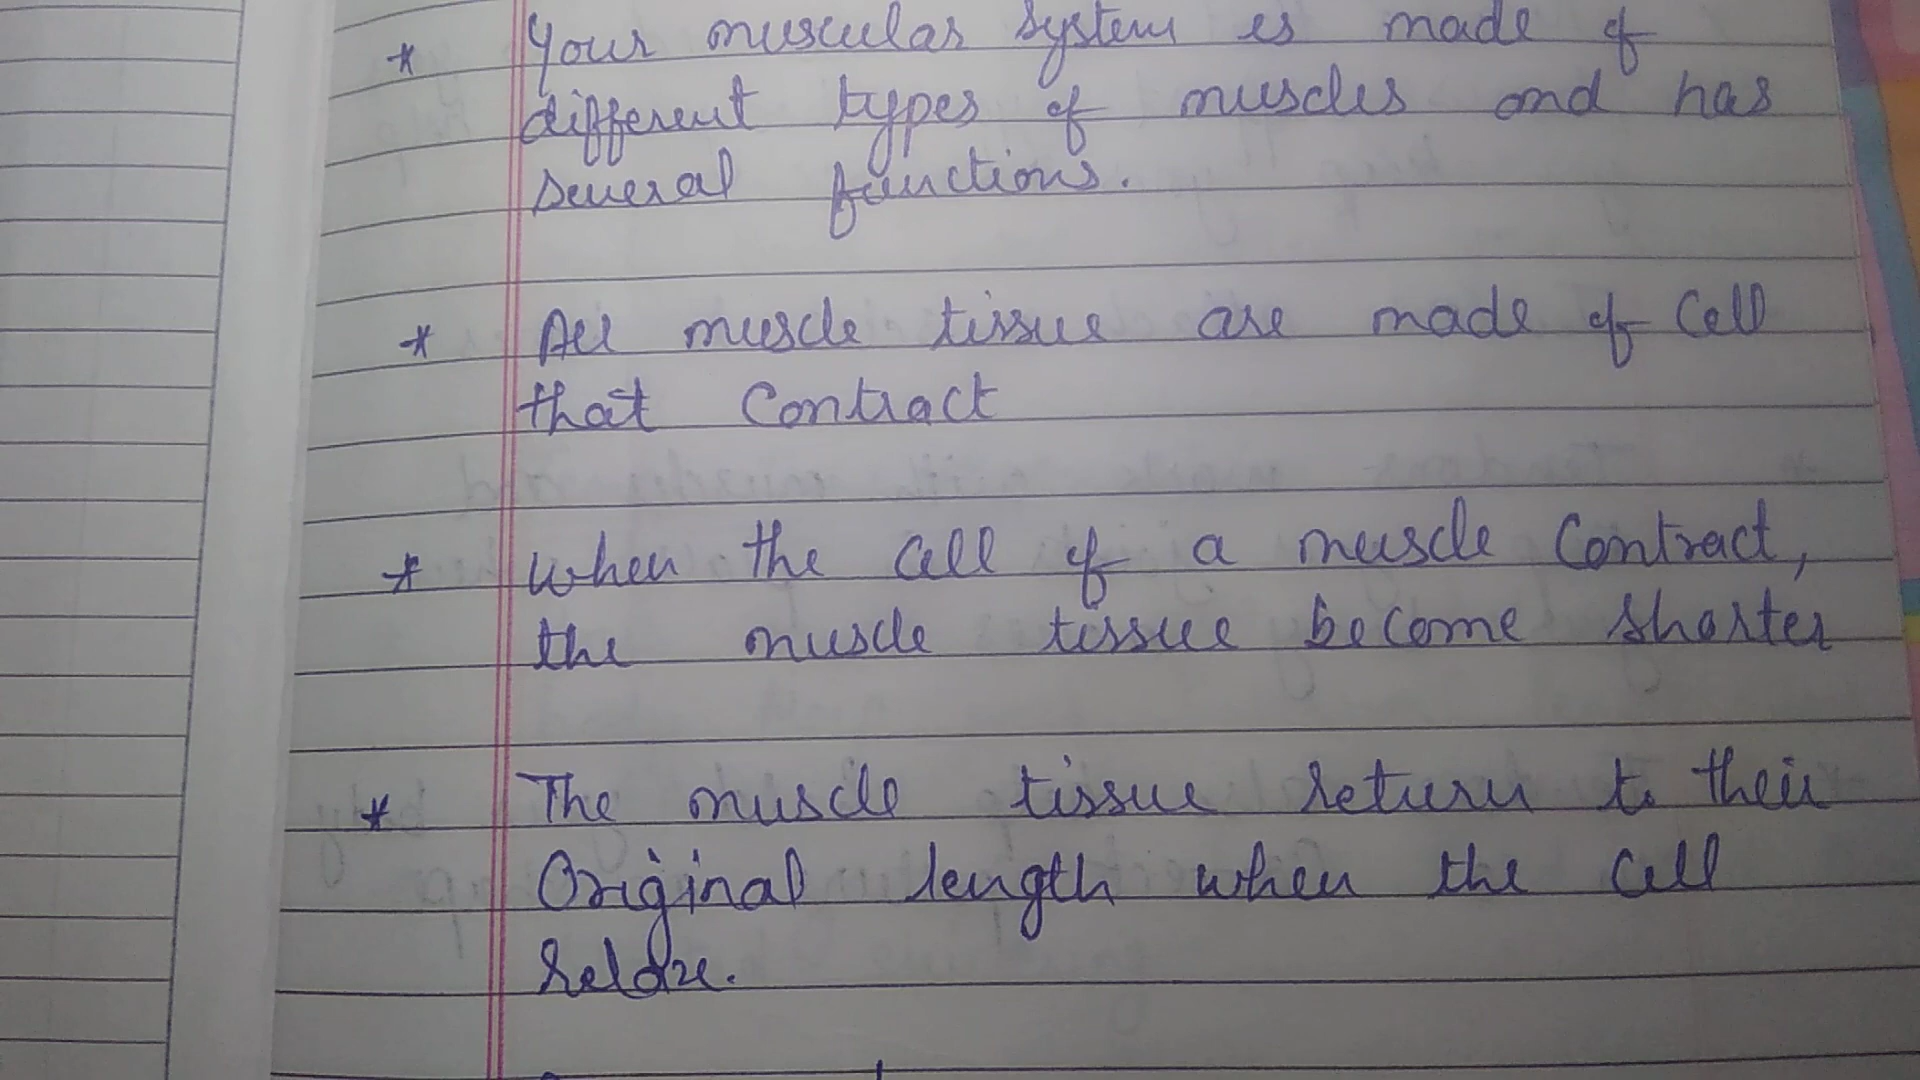 * Your muscular system is made of
different types of muscles and has
several functions.
* All muscle tissue are made of Cell
that Contract
* When the Cell of a muscle Contract,
the muscle tissue become shorter
* The muscle tissue return to their
Original length when the Cell
relax.